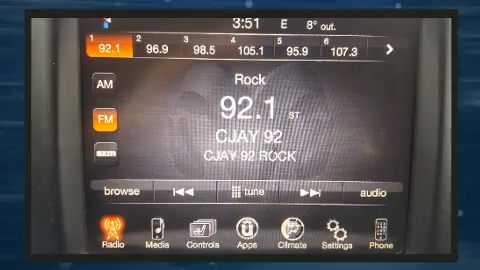 3:51 E 8° out.
1 92.1 2 96.9 3 98.5 4 105.1 5 95.9 6 107.3
Rock
AM
92.1 ST
FM
CJAY 92
CJAY 92 ROCK
browse tune audio
Radio Media Controls Apps Climate Settings Phone